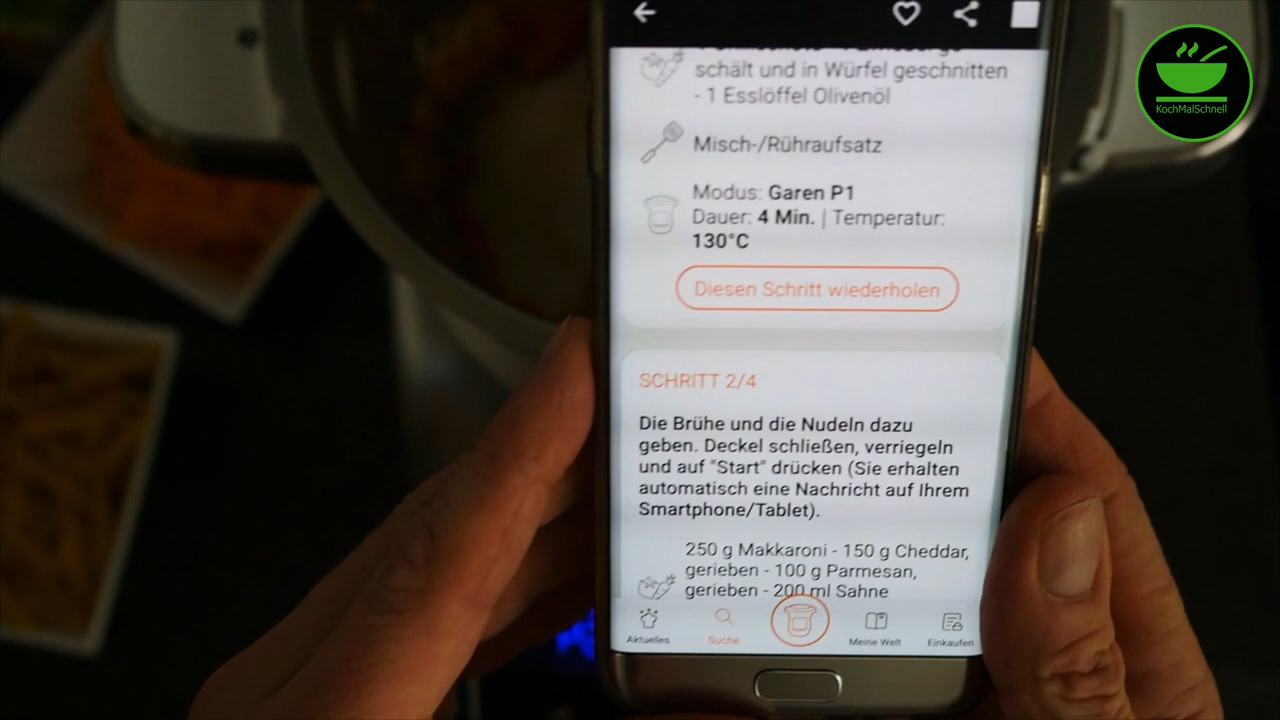 KochMalSchnell
schält und in Würfel geschnitten
- 1 Esslöffel Olivenöl
Misch-/Rühraufsatz
Modus: Garen P1
Dauer: 4 Min. | Temperatur:
130°C
Diesen Schritt wiederholen
SCHRITT 2/4
Die Brühe und die Nudeln dazu
geben. Deckel schließen, verriegeln
und auf "Start" drücken (Sie erhalten
automatisch eine Nachricht auf Ihrem
Smartphone/Tablet).
250 g Makkaroni - 150 g Cheddar,
gerieben - 100 g Parmesan,
gerieben - 200 ml Sahne
Aktuelles
Suche
Meine Welt
Einkaufen